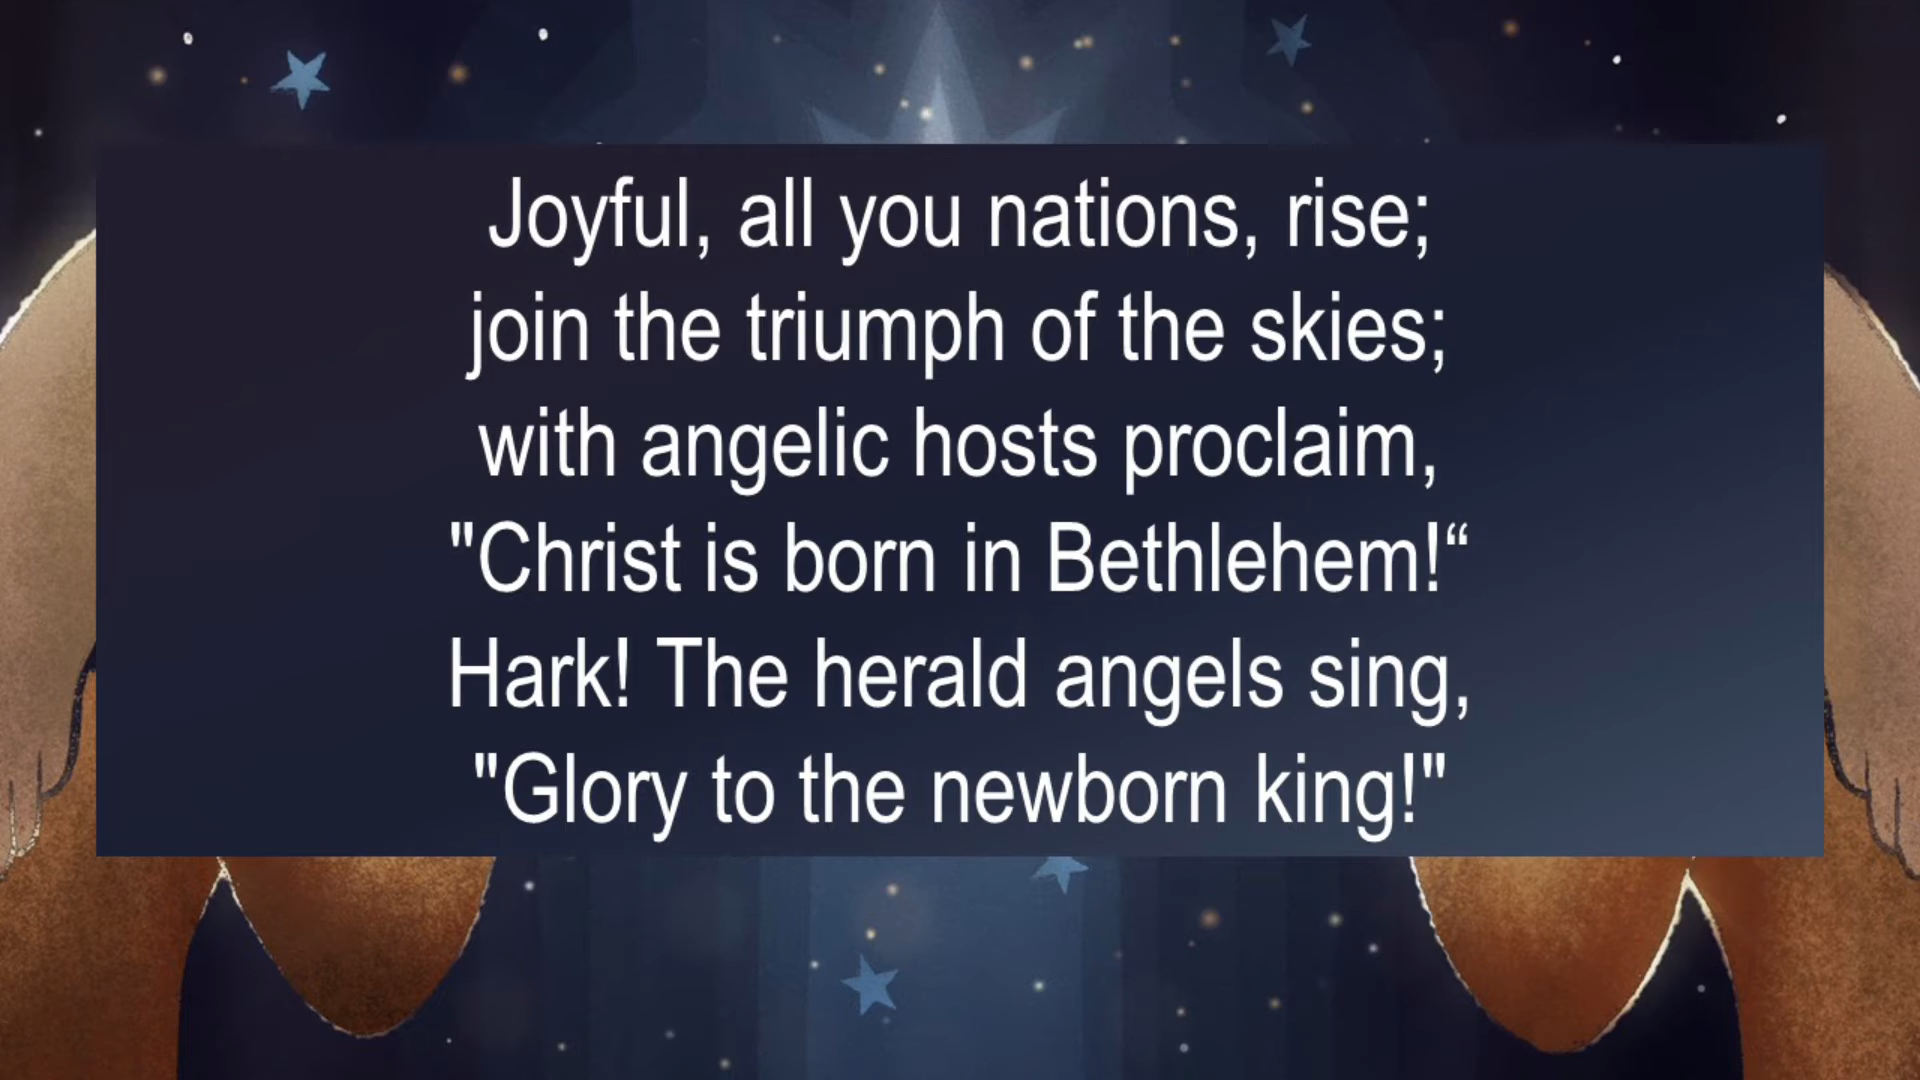 Joyful, all you nations, rise;
join the triumph of the skies;
with angelic hosts proclaim,
"Christ is born in Bethlehem!“
Hark! The herald angels sing,
"Glory to the newborn king!"